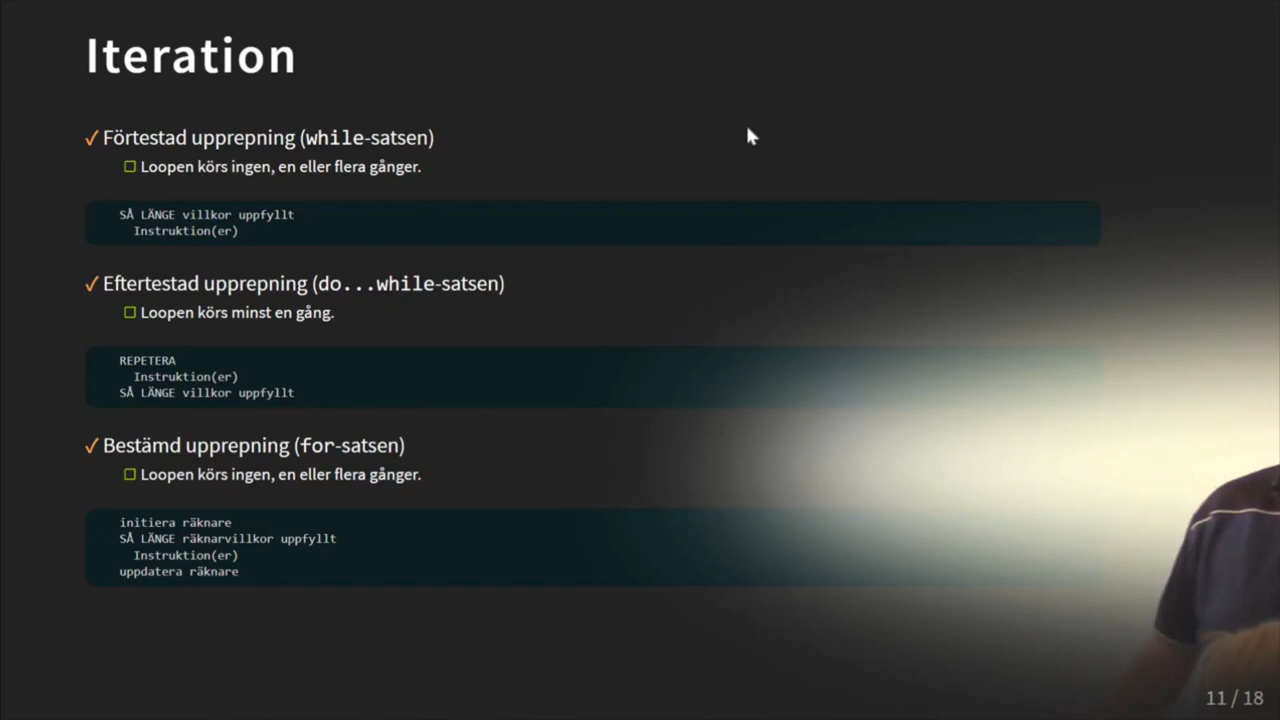 Iteration
✓ Förtestad upprepning (while-satsen)
☐ Loopen körs ingen, en eller flera gånger.
SÅ LÄNGE villkor uppfyllt
Instruktion(er)
✓ Eftertestad upprepning (do...while-satsen)
☐ Loopen körs minst en gång.
REPETERA
Instruktion(er)
SÅ LÄNGE villkor uppfyllt
✓ Bestämd upprepning (for-satsen)
☐ Loopen körs ingen, en eller flera gånger.
initiera räknare
SÅ LÄNGE räknarvillkor uppfyllt
Instruktion(er)
uppdatera räknare
11 / 18